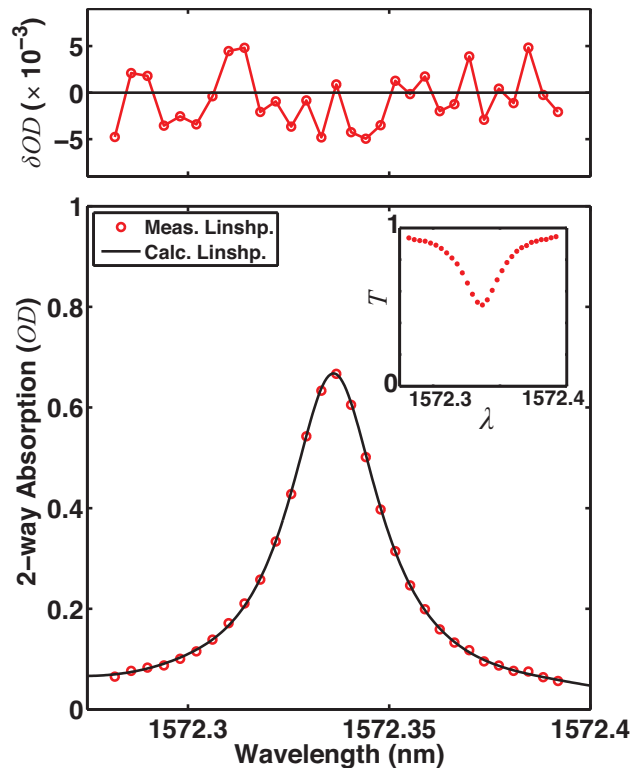 5
0
−5
δOD (× 10⁻³)
1
0.8
0.6
0.4
0.2
0
2-way Absorption (OD)
Meas. Linshp.
Calc. Linshp.
1
T
0
1572.3
1572.4
λ
1572.3
1572.35
1572.4
Wavelength (nm)